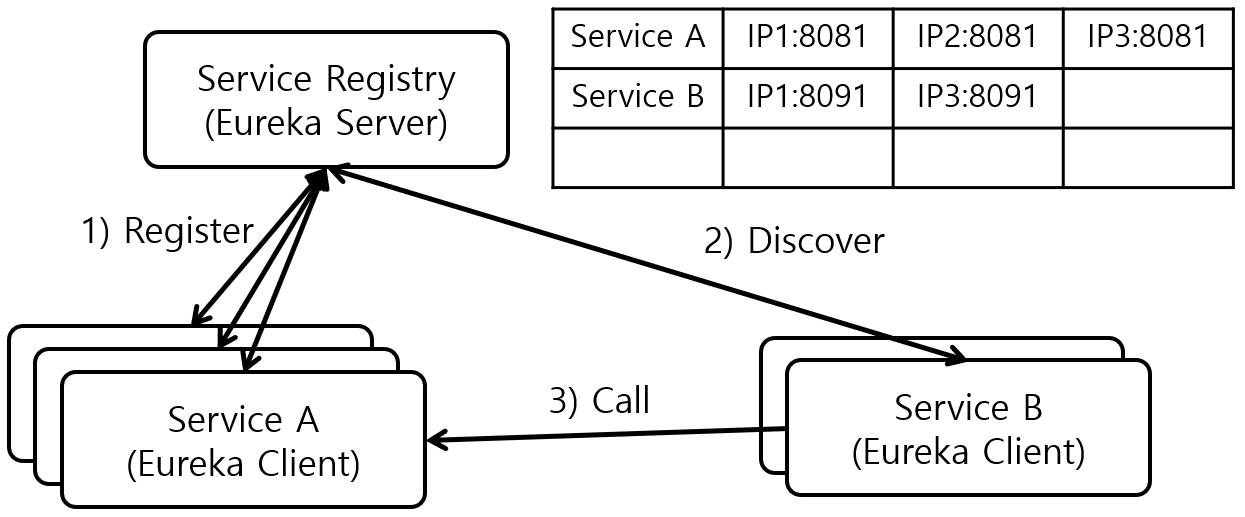 Service Registry
(Eureka Server)
Service A IP1:8081 IP2:8081 IP3:8081
Service B IP1:8091 IP3:8091
1) Register
2) Discover
3) Call
Service A
(Eureka Client)
Service B
(Eureka Client)